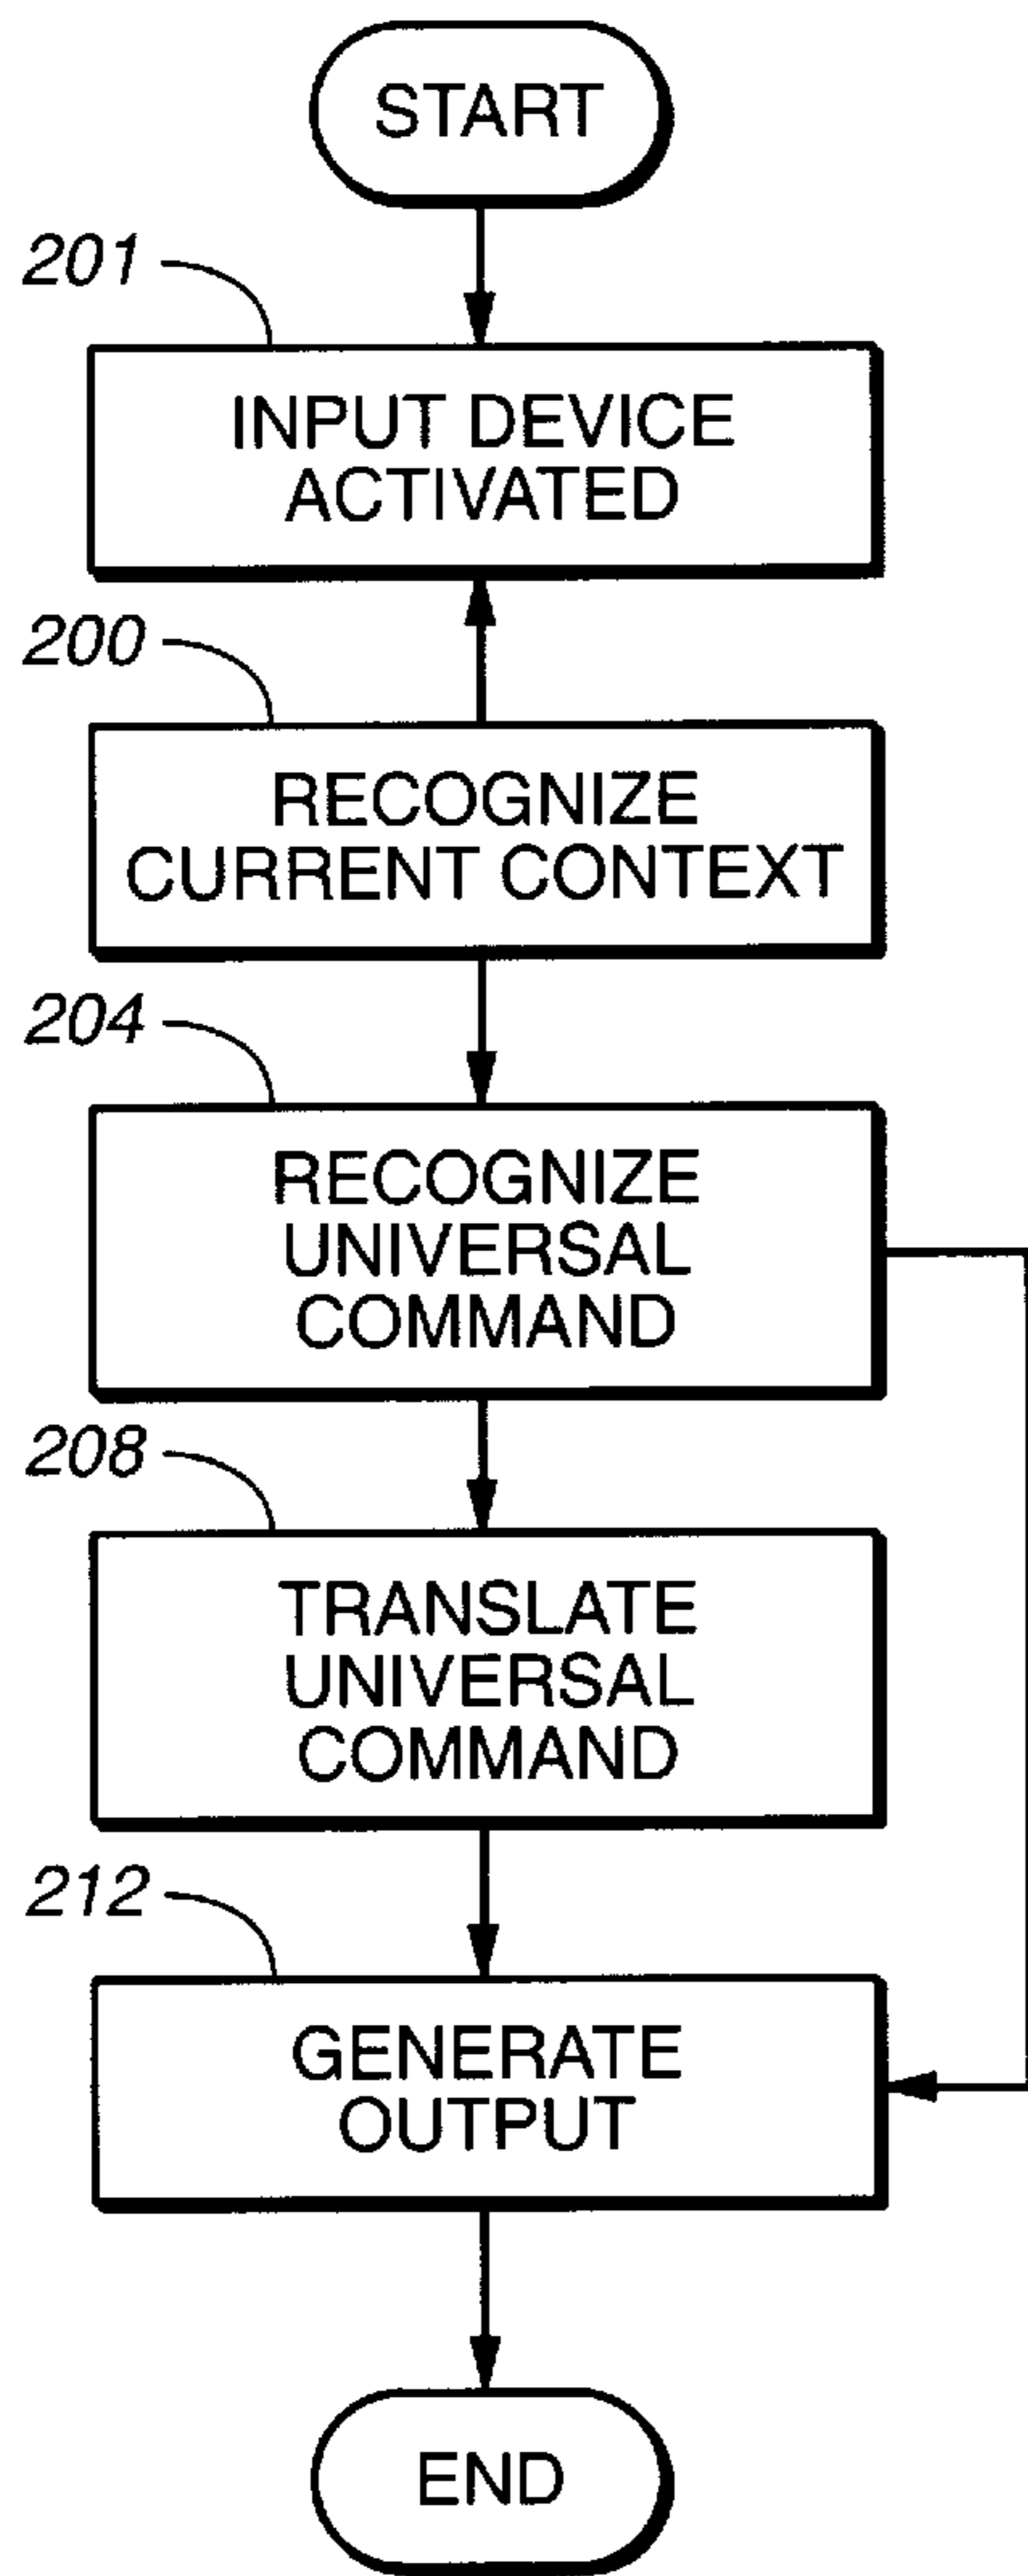 START
201
INPUT DEVICE
ACTIVATED
200
RECOGNIZE
CURRENT CONTEXT
204
RECOGNIZE
UNIVERSAL
COMMAND
208
TRANSLATE
UNIVERSAL
COMMAND
212
GENERATE
OUTPUT
END